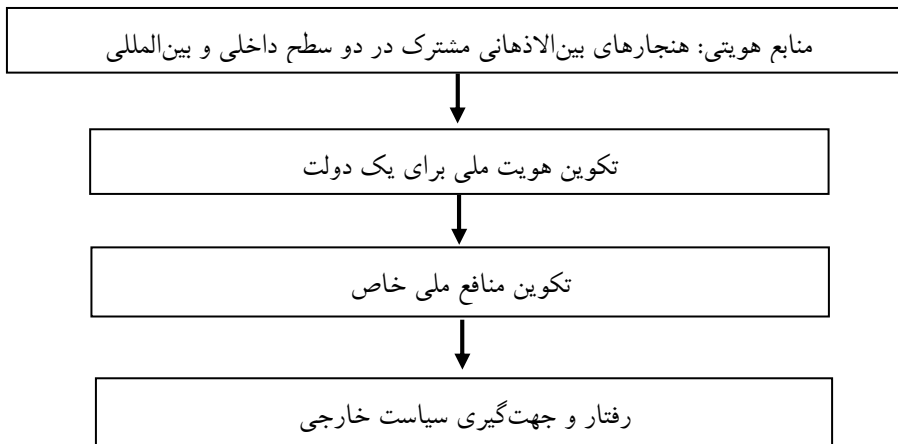 منابع هویتی: هنجارهای بین‌الاذهانی مشترک در دو سطح داخلی و بین‌المللی
تکوین هویت ملی برای یک دولت
تکوین منافع ملی خاص
رفتار و جهت‌گیری سیاست خارجی